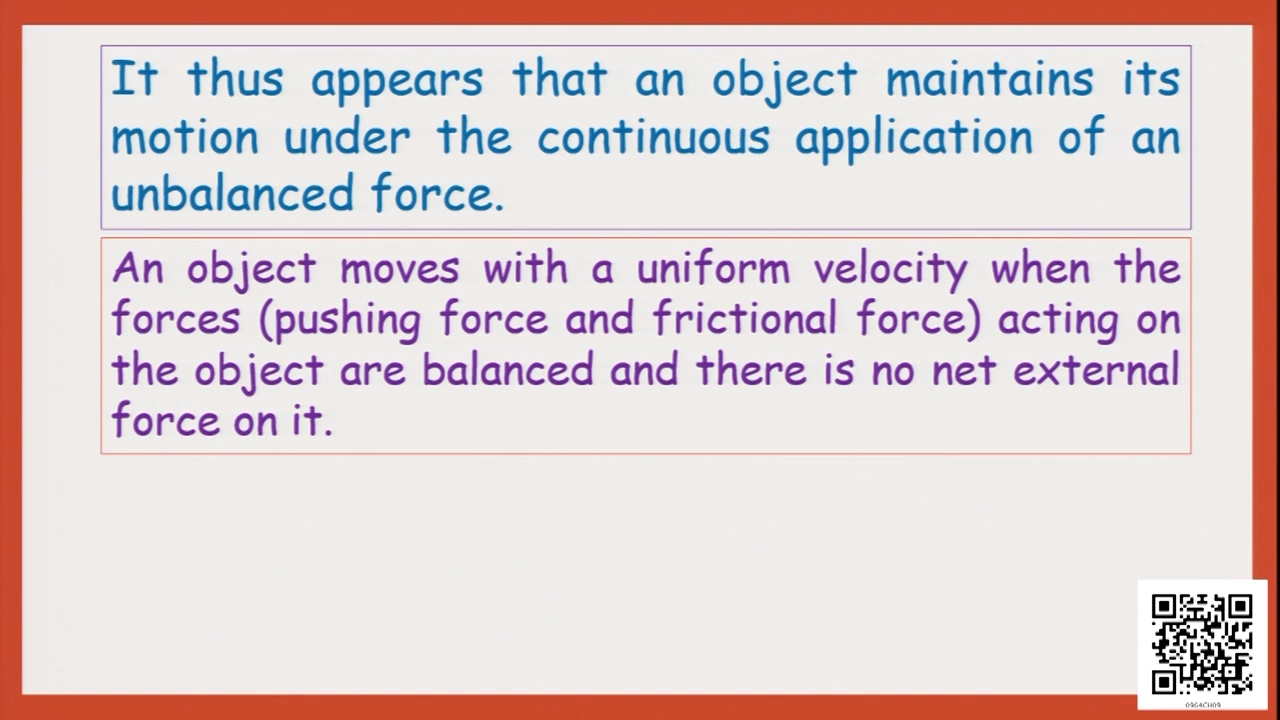 It thus appears that an object maintains its
motion under the continuous application of an
unbalanced force.
An object moves with a uniform velocity when the
forces (pushing force and frictional force) acting on
the object are balanced and there is no net external
force on it.
0964CH09